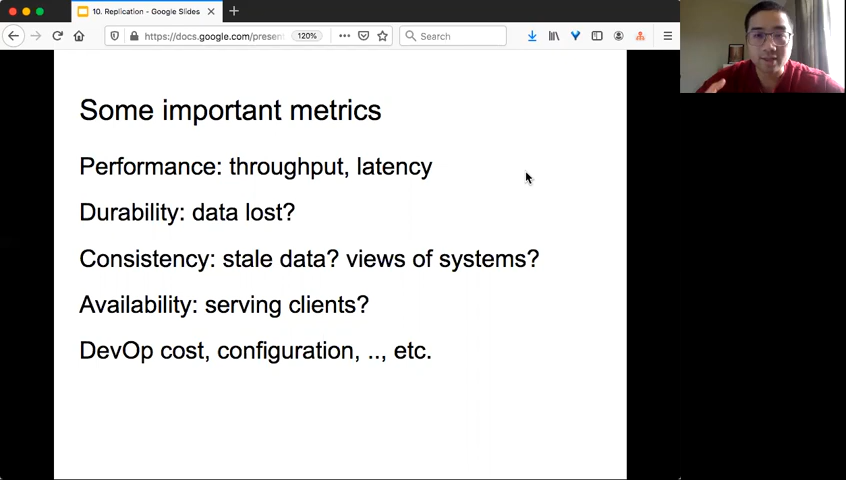 10. Replication - Google Slides
https://docs.google.com/presen
120%
Search
Some important metrics
Performance: throughput, latency
Durability: data lost?
Consistency: stale data? views of systems?
Availability: serving clients?
DevOp cost, configuration, .., etc.